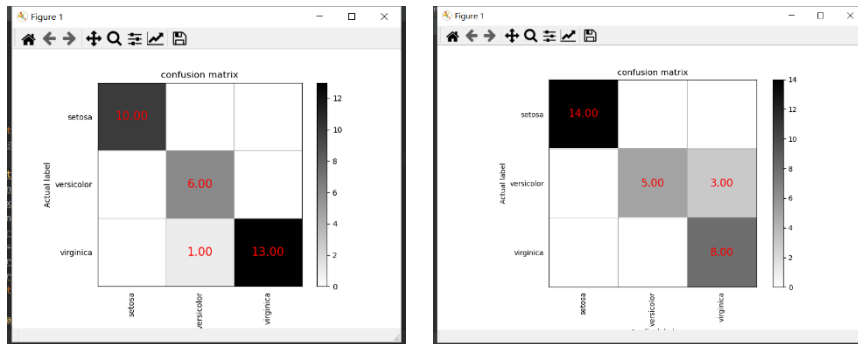 Figure 1
confusion matrix
setosa
versicolor
virginica
Actual label
10.00
6.00
1.00
13.00
12
10
8
6
4
2
0
setosa
versicolor
virginica
Figure 1
confusion matrix
setosa
versicolor
virginica
Actual label
14.00
5.00
3.00
8.00
14
12
10
8
6
4
2
0
setosa
versicolor
virginica